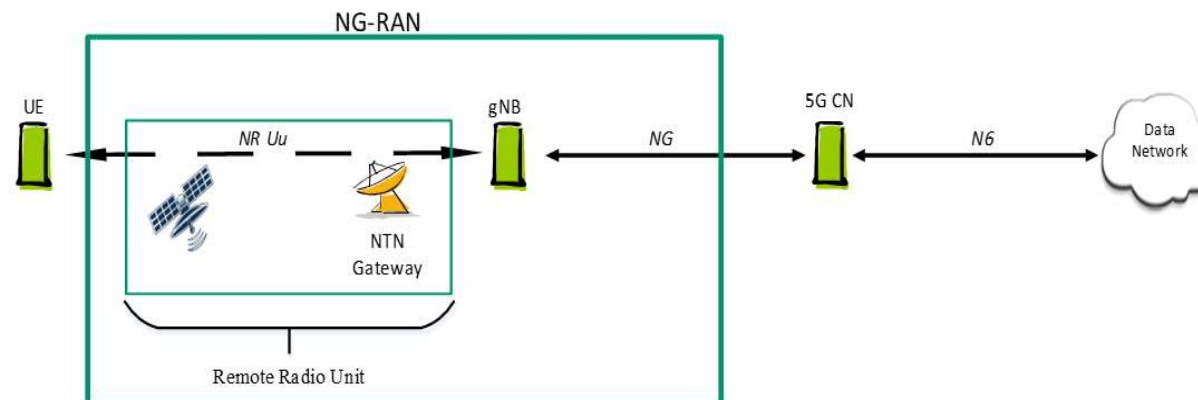 NG-RAN
UE
gNB
5G CN
NR Uu
NG
N6
Data
Network
NTN
Gateway
Remote Radio Unit